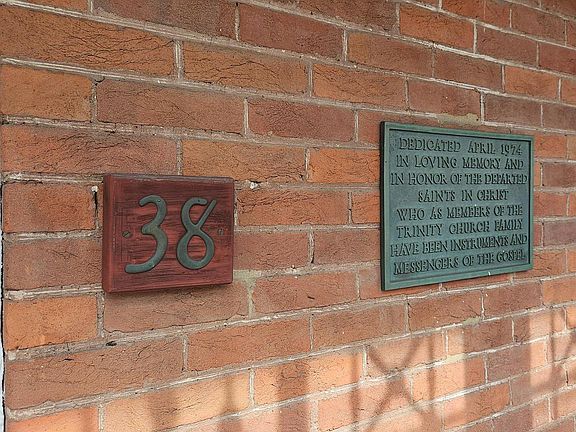 38
DEDICATED APRIL 1974
IN LOVING MEMORY AND
IN HONOR OF THE DEPARTED
SAINTS IN CHRIST
WHO AS MEMBERS OF THE
TRINITY CHURCH FAMILY
HAVE BEEN INSTRUMENTS AND
MESSENGERS OF THE GOSPEL